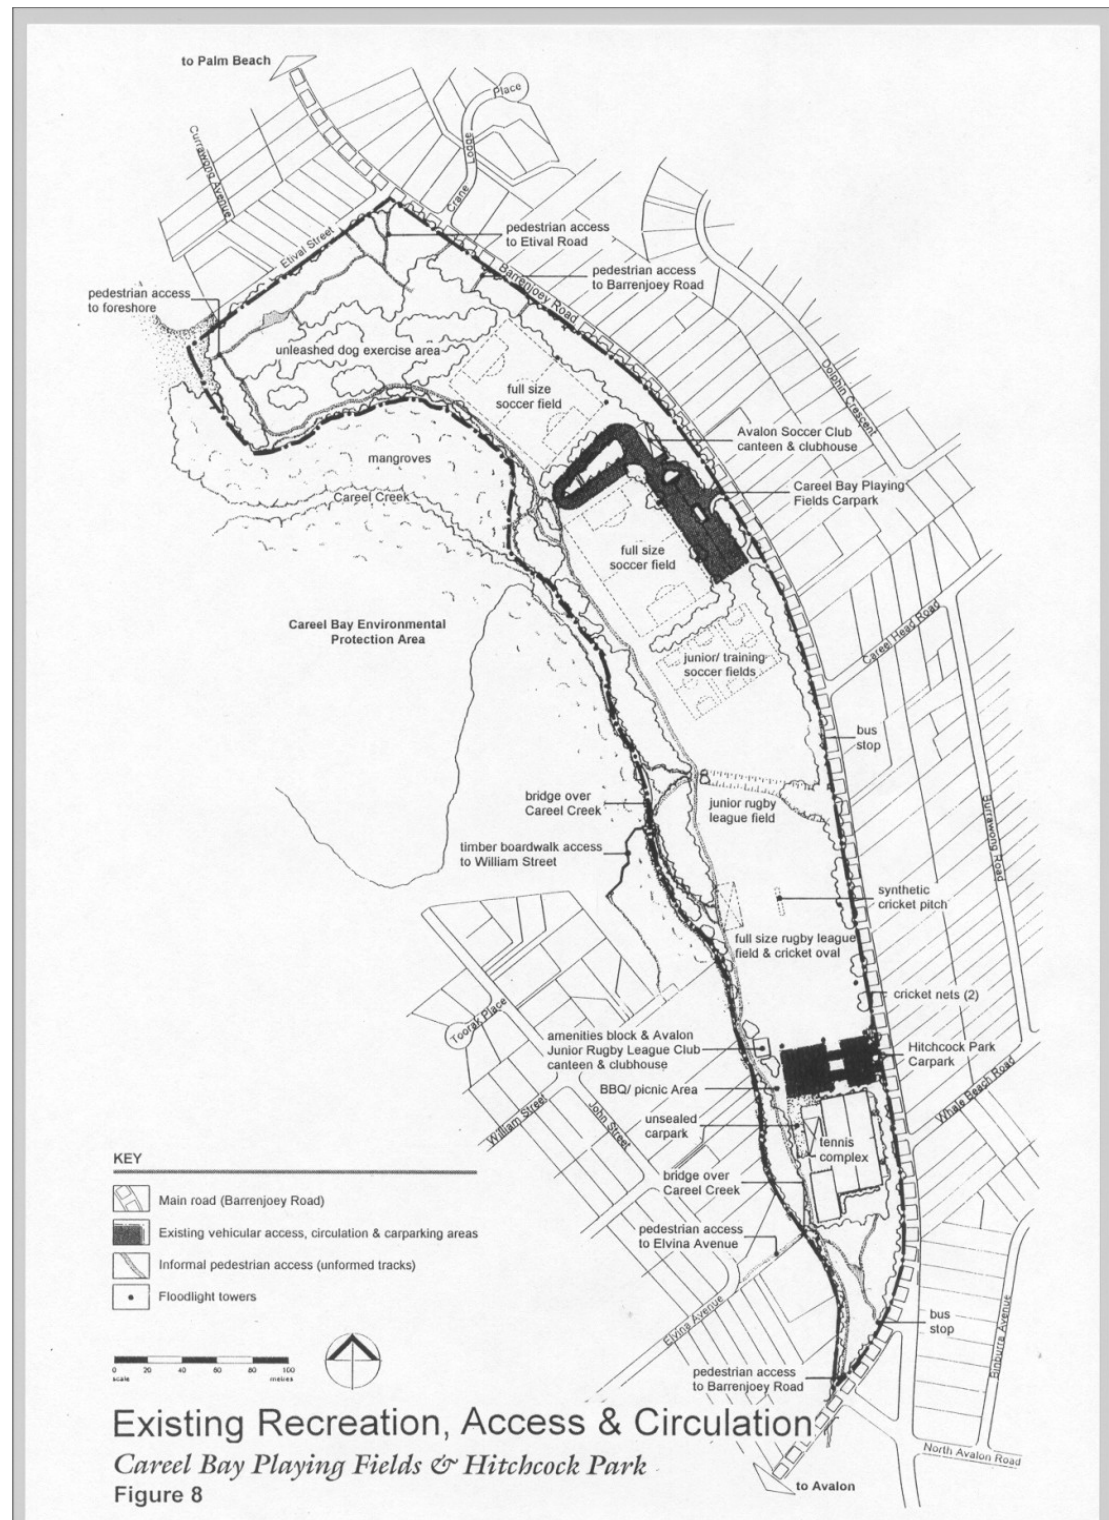 to Palm Beach
Place
Lodge
Crane
Currawong Avenue
Etival Street
pedestrian access
to Etival Road
Barrenjoey Road
pedestrian access
to Barrenjoey Road
pedestrian access
to foreshore
unleashed dog exercise area
full size
soccer field
Dolphin Crescent
Avalon Soccer Club
canteen & clubhouse
mangroves
Careel Bay Playing
Fields Carpark
Careel Creek
full size
soccer field
Careel Bay Environmental
Protection Area
Careel Head Road
junior/ training
soccer fields
bus
stop
bridge over
Careel Creek
junior rugby
league field
Burrawong Road
timber boardwalk access
to William Street
synthetic
cricket pitch
full size rugby league
field & cricket oval
cricket nets (2)
Toorak Place
amenities block & Avalon
Junior Rugby League Club
canteen & clubhouse
Hitchcock Park
Carpark
BBQ/ picnic Area
Whale Beach Road
William Street
John Street
unsealed
carpark
tennis
complex
bridge over
Careel Creek
pedestrian access
to Elvina Avenue
Elvina Avenue
bus
stop
Binburra Avenue
pedestrian access
to Barrenjoey Road
North Avalon Road
to Avalon
KEY
Main road (Barrenjoey Road)
Existing vehicular access, circulation & carparking areas
Informal pedestrian access (unformed tracks)
Floodlight towers
0 20 40 60 80 100
scale metres
Existing Recreation, Access & Circulation
Careel Bay Playing Fields & Hitchcock Park
Figure 8